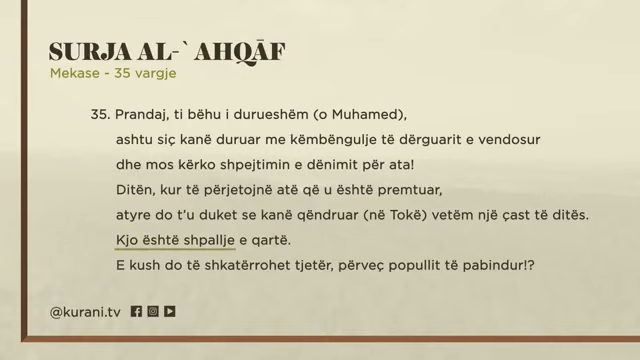 SURJA AL-`AHQĀF
Mekase - 35 vargje
35. Prandaj, ti bëhu i durueshëm (o Muhamed),
ashtu siç kanë duruar me këmbëngulje të dërguarit e vendosur
dhe mos kërko shpejtimin e dënimit për ata!
Ditën, kur të përjetojnë atë që u është premtuar,
atyre do t'u duket se kanë qëndruar (në Tokë) vetëm një çast të ditës.
Kjo është shpallje e qartë.
E kush do të shkatërrohet tjetër, përveç popullit të pabindur!?
@kurani.tv